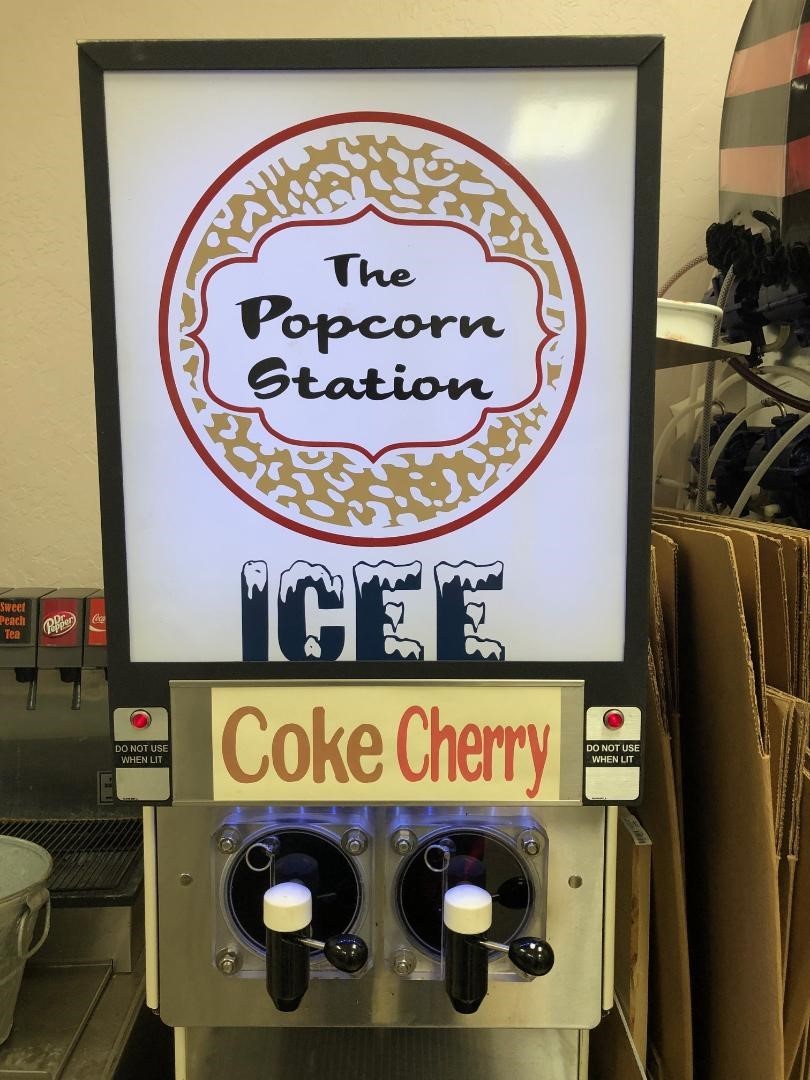 The
Popcorn
Station
ICEE
Sweet
Peach
Tea
Dr Pepper
Coke Cherry
DO NOT USE
WHEN LIT
DO NOT USE
WHEN LIT